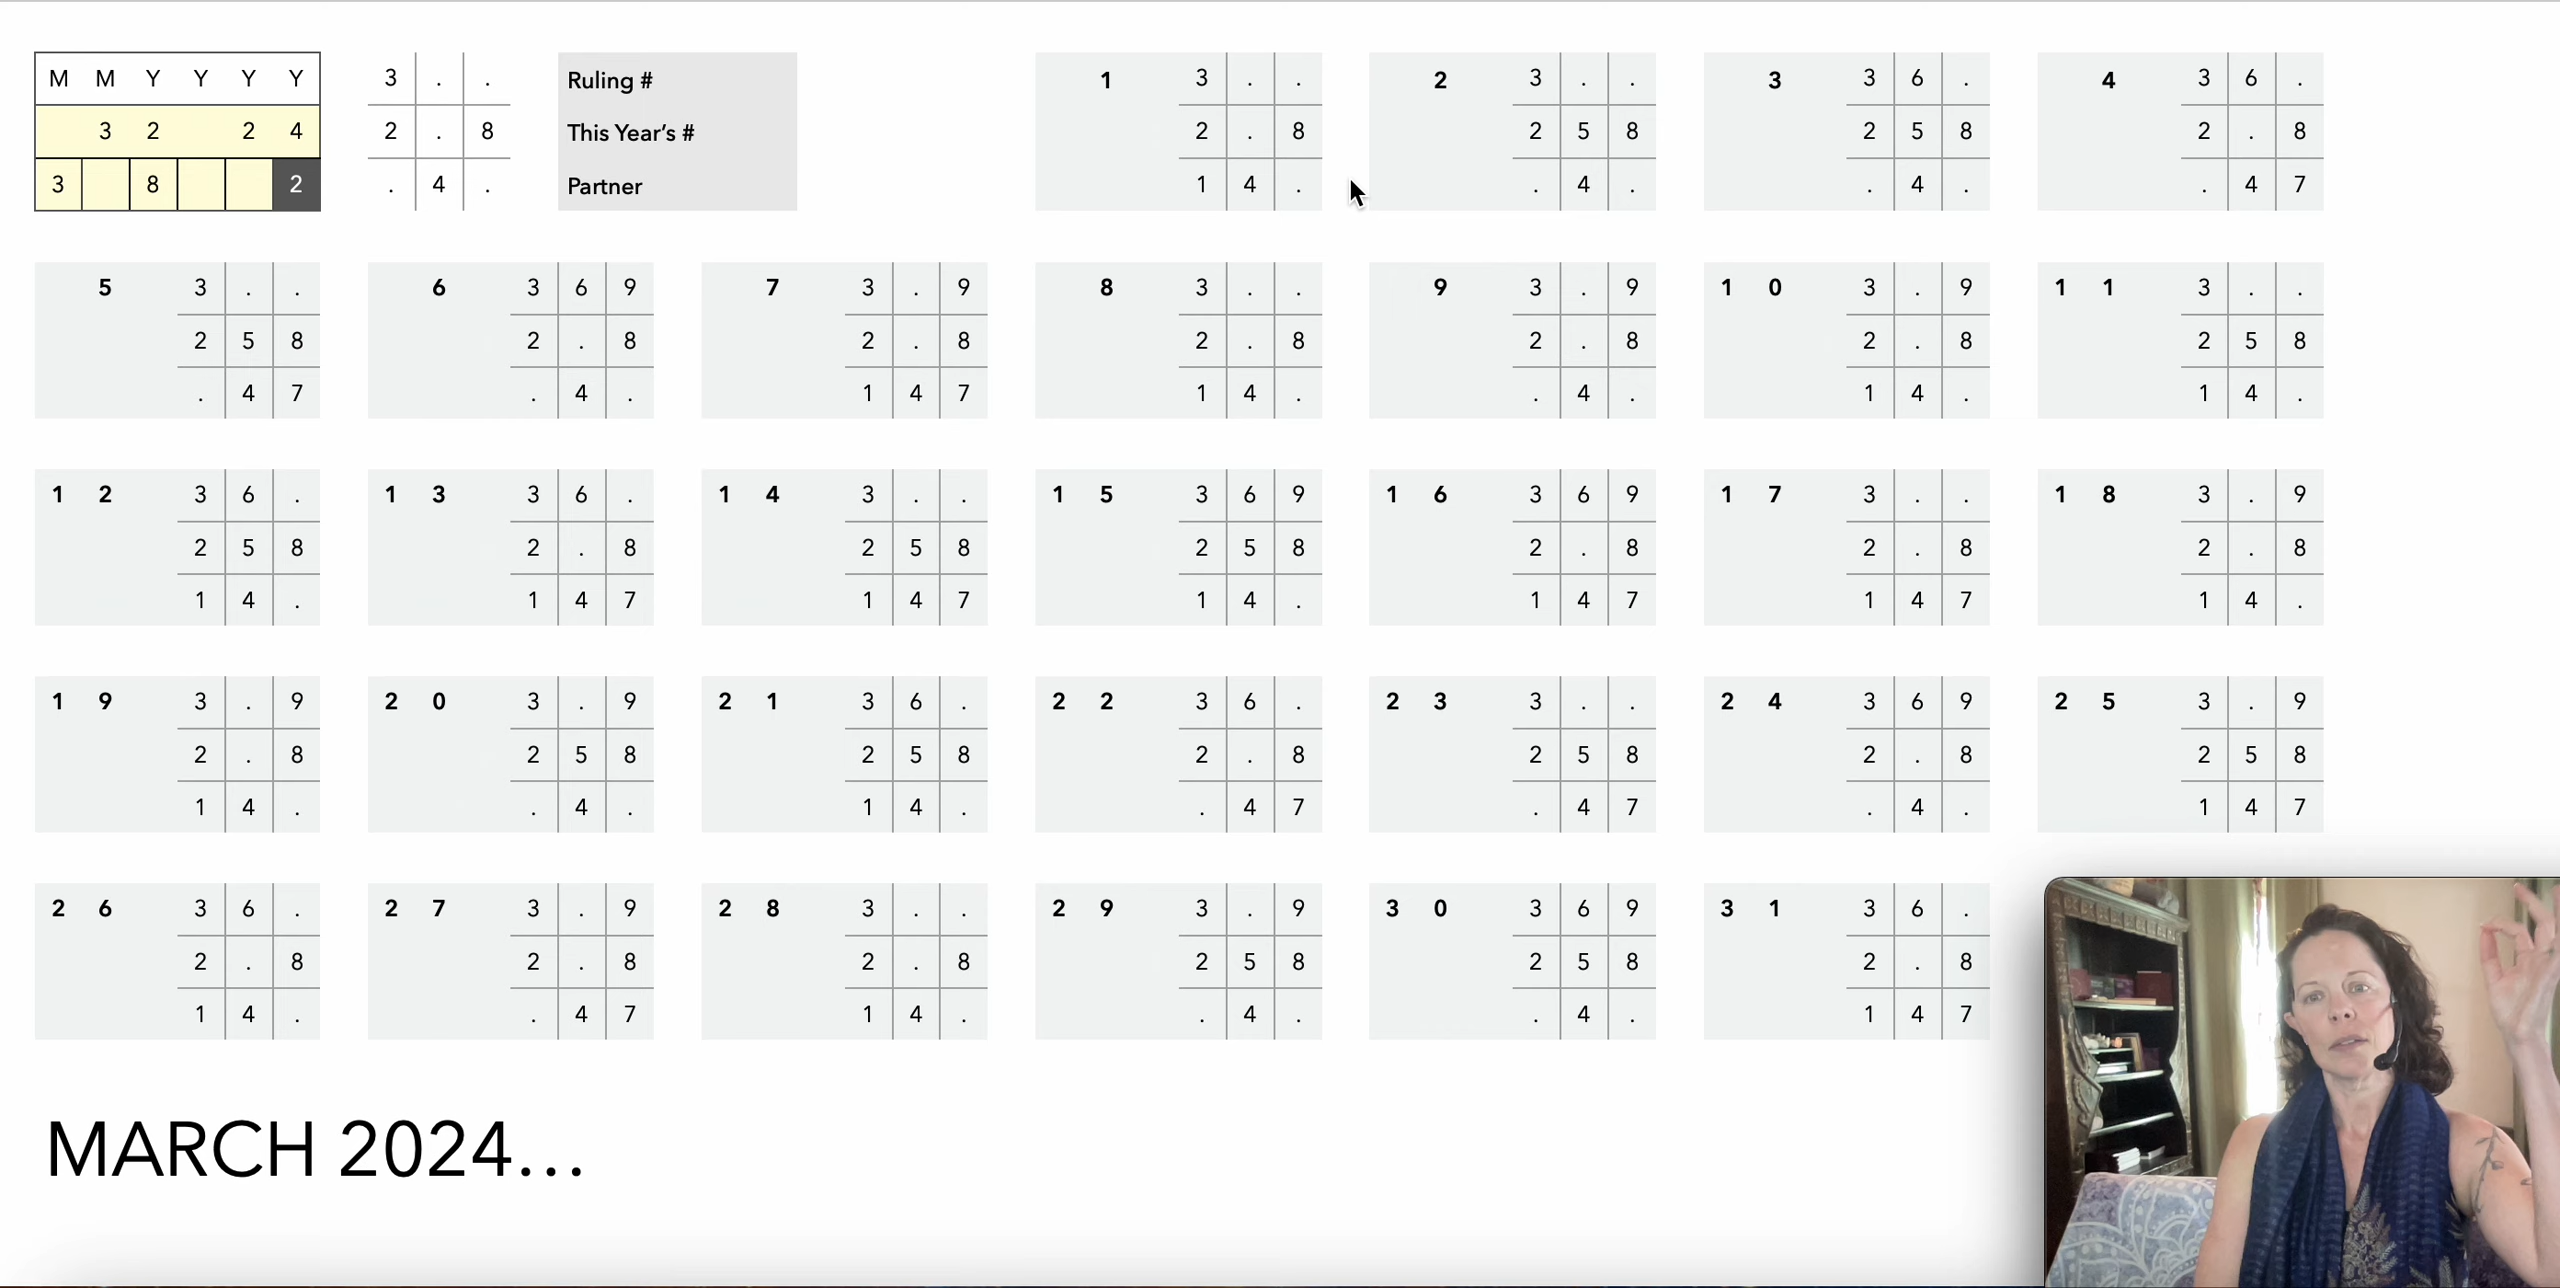 M M Y Y Y Y 3 . . Ruling # 1 3 . . 2 3 . . 3 3 6 . 4 3 6 .
3 2 2 4 2 . 8 This Year's # 2 . 8 2 5 8 2 5 8 2 . 8
3 8 2 . 4 . Partner 1 4 . . 4 . . 4 . . 4 7
5 3 . . 6 3 6 9 7 3 . 9 8 3 . . 9 3 . 9 1 0 3 . 9 1 1 3 . .
2 5 8 2 . 8 2 . 8 2 . 8 2 . 8 2 . 8 2 5 8
. 4 7 . 4 . 1 4 7 1 4 . . 4 . 1 4 . 1 4 .
1 2 3 6 . 1 3 3 6 . 1 4 3 . . 1 5 3 6 9 1 6 3 6 9 1 7 3 . . 1 8 3 . 9
2 5 8 2 . 8 2 5 8 2 5 8 2 . 8 2 . 8 2 . 8
1 4 . 1 4 7 1 4 7 1 4 . 1 4 7 1 4 7 1 4 .
1 9 3 . 9 2 0 3 . 9 2 1 3 6 . 2 2 3 6 . 2 3 3 . . 2 4 3 6 9 2 5 3 . 9
2 . 8 2 5 8 2 5 8 2 . 8 2 5 8 2 . 8 2 5 8
1 4 . . 4 . 1 4 . . 4 7 . 4 7 . 4 . 1 4 7
2 6 3 6 . 2 7 3 . 9 2 8 3 . . 2 9 3 . 9 3 0 3 6 9 3 1 3 6 .
2 . 8 2 . 8 2 . 8 2 5 8 2 5 8 2 . 8
1 4 . . 4 7 1 4 . . 4 . . 4 . 1 4 7
MARCH 2024...